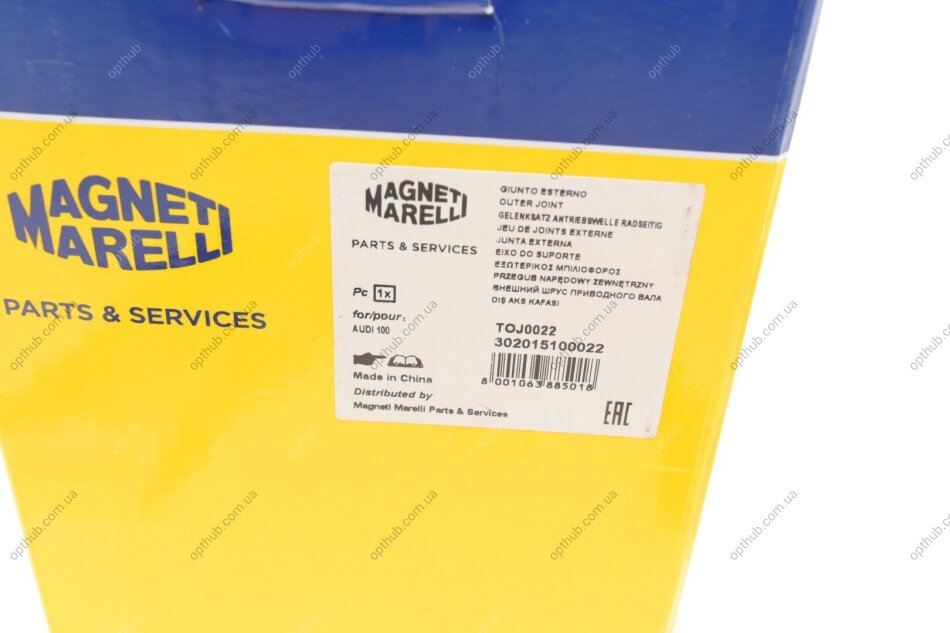 MAGNETI
MARELLI
PARTS & SERVICES
MAGNETI
MARELLI
PARTS & SERVICES
Pc 1x
for/pour:
AUDI 100
Made in China
Distributed by
Magneti Marelli Parts & Services
GIUNTO ESTERNO
OUTER JOINT
GELENKSATZ ANTRIEBSWELLE RADSEITIG
JEU DE JOINTS EXTERNE
JUNTA EXTERNA
EIXO DO SUPORTE
ΕΞΩΤΕΡΙΚΟΣ ΜΠΙΛΙΟΦΟΡΟΣ
PRZEGUB NAPĘDOWY ZEWNĘTRZNY
ВНЕШНИЙ ШРУС ПРИВОДНОГО ВАЛА
DIŞ AKS KAFASI
TOJ0022
302015100022
8 001063 885018
EAC
opthub.com.ua